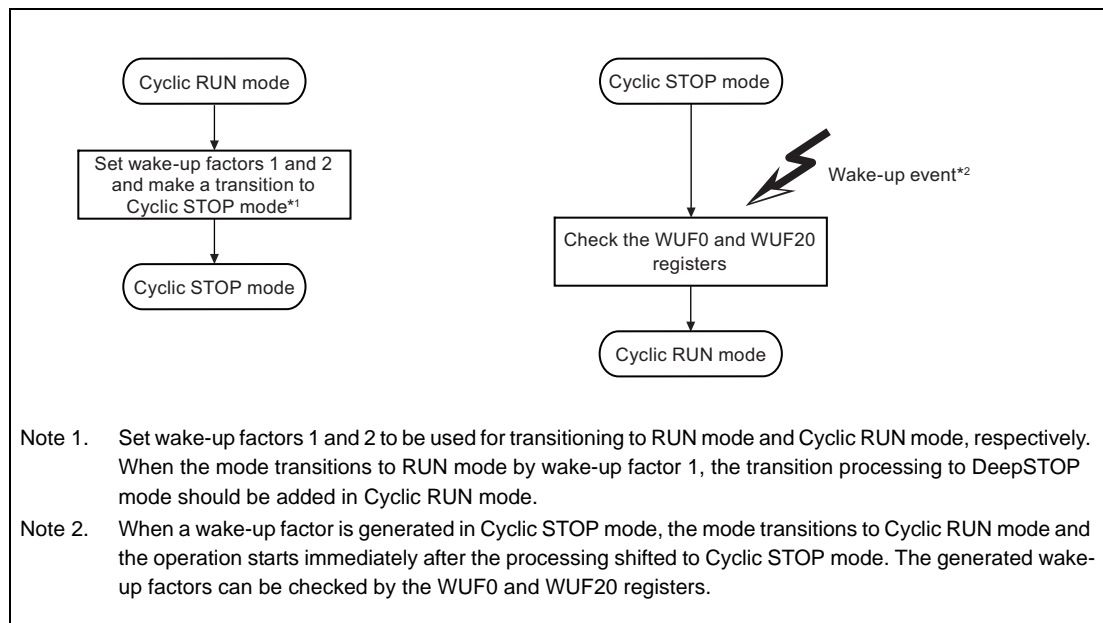 Cyclic RUN mode
Set wake-up factors 1 and 2
and make a transition to
Cyclic STOP mode*1
Cyclic STOP mode
Cyclic STOP mode
Wake-up event*2
Check the WUF0 and WUF20
registers
Cyclic RUN mode
Note 1. Set wake-up factors 1 and 2 to be used for transitioning to RUN mode and Cyclic RUN mode, respectively.
When the mode transitions to RUN mode by wake-up factor 1, the transition processing to DeepSTOP
mode should be added in Cyclic RUN mode.
Note 2. When a wake-up factor is generated in Cyclic STOP mode, the mode transitions to Cyclic RUN mode and
the operation starts immediately after the processing shifted to Cyclic STOP mode. The generated wake-
up factors can be checked by the WUF0 and WUF20 registers.